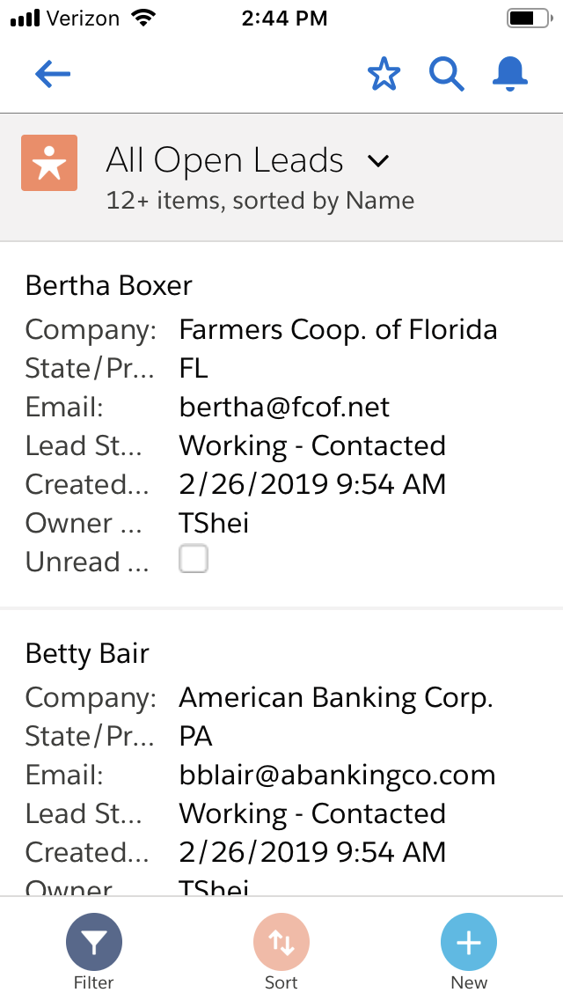 Verizon 2:44 PM
All Open Leads
12+ items, sorted by Name
Bertha Boxer
Company: Farmers Coop. of Florida
State/Pr... FL
Email: bertha@fcof.net
Lead St... Working - Contacted
Created... 2/26/2019 9:54 AM
Owner ... TShei
Unread ...
Betty Bair
Company: American Banking Corp.
State/Pr... PA
Email: bblair@abankingco.com
Lead St... Working - Contacted
Created... 2/26/2019 9:54 AM
Owner TShei
Filter Sort New